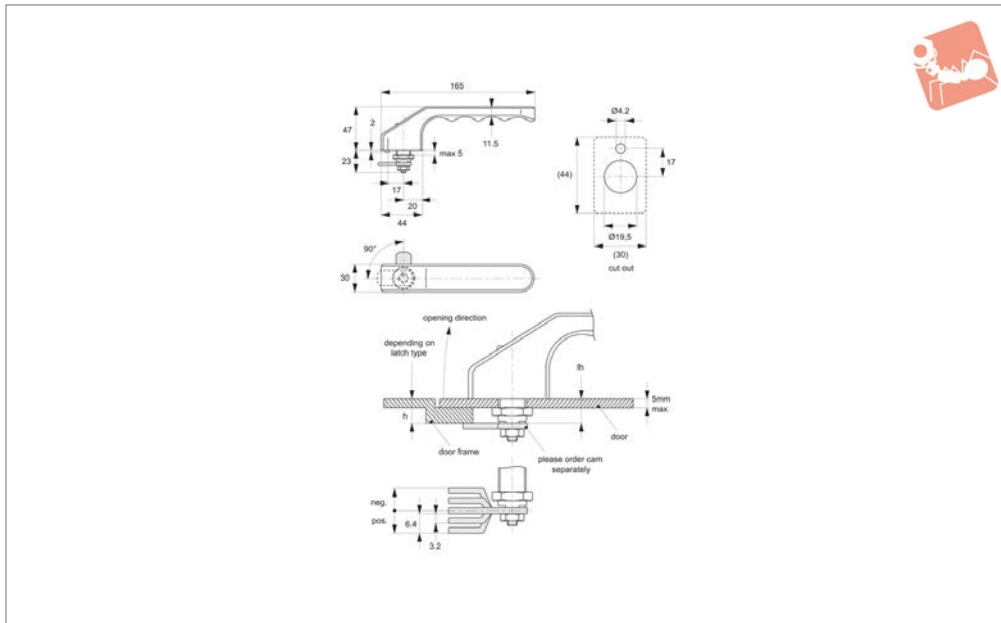 165
47
2
23
max 5
11.5
17
20
44
Ø4.2
17
(44)
Ø19,5
(30)
cut out
90°
30
opening direction
depending on
latch type
lh
5mm
max
h
door
door frame
please order cam
separately
neg.
pos.
6.4
3.2